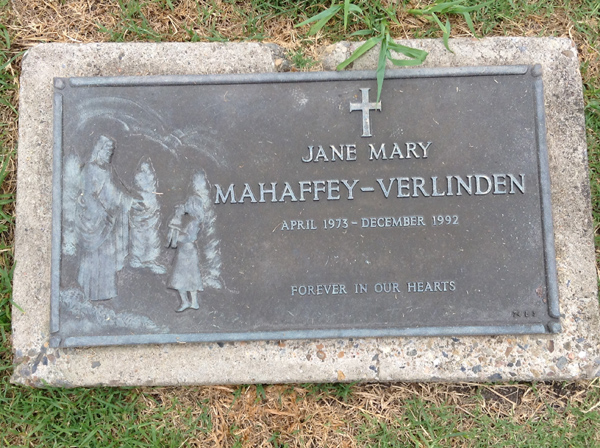 JANE MARY
MAHAFFEY-VERLINDEN
APRIL 1973 - DECEMBER 1992
FOREVER IN OUR HEARTS